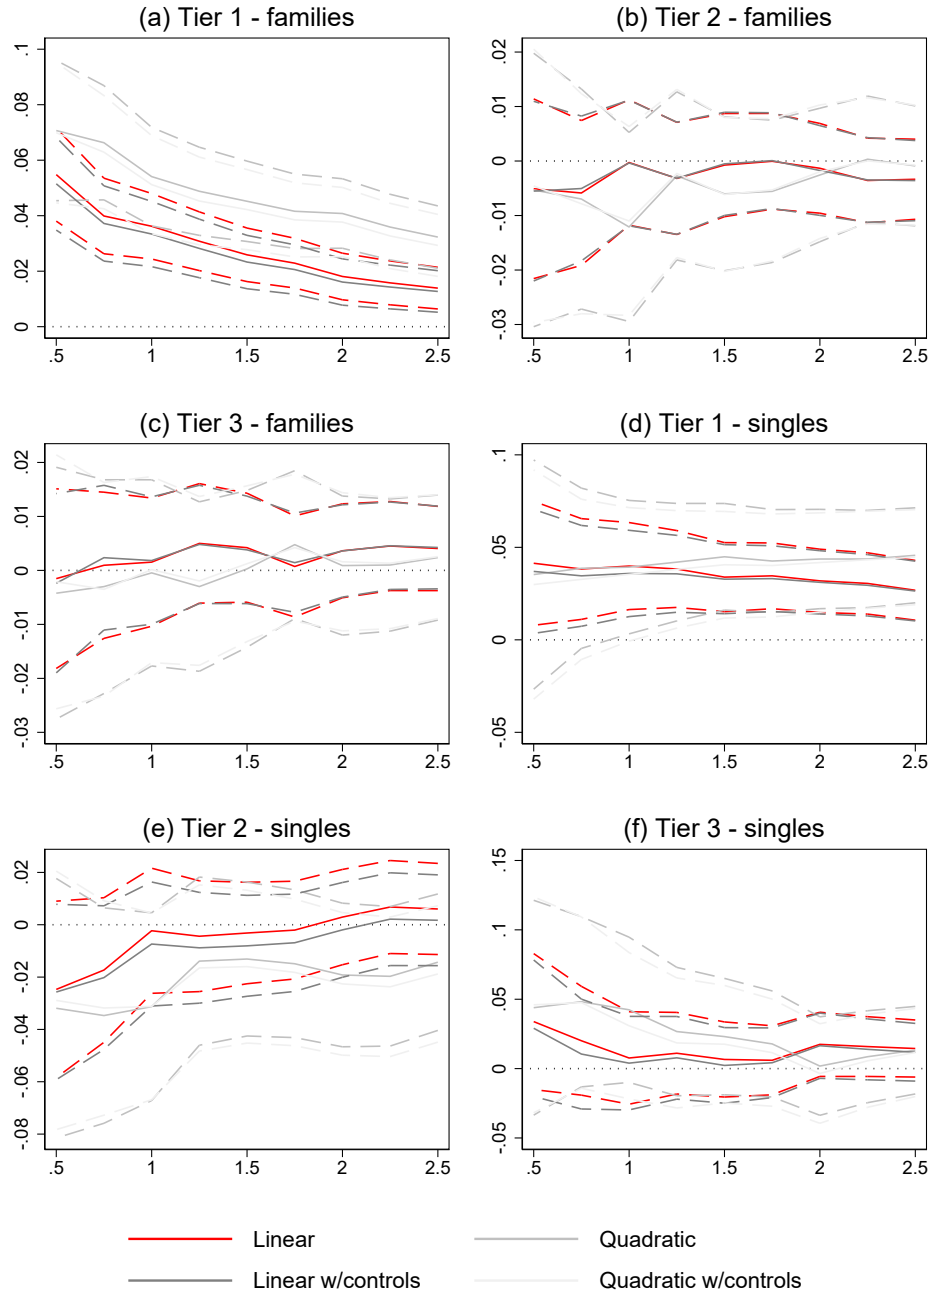 (a) Tier 1 - families
.1
.08
.06
.04
.02
0
.5 1 1.5 2 2.5
(b) Tier 2 - families
.02
.01
0
-.01
-.02
-.03
.5 1 1.5 2 2.5
(c) Tier 3 - families
.02
.01
0
-.01
-.02
-.03
.5 1 1.5 2 2.5
(d) Tier 1 - singles
.1
.05
0
-.05
.5 1 1.5 2 2.5
(e) Tier 2 - singles
.02
0
-.02
-.04
-.06
-.08
.5 1 1.5 2 2.5
(f) Tier 3 - singles
.15
.1
.05
0
-.05
.5 1 1.5 2 2.5
Linear
Quadratic
Linear w/controls
Quadratic w/controls